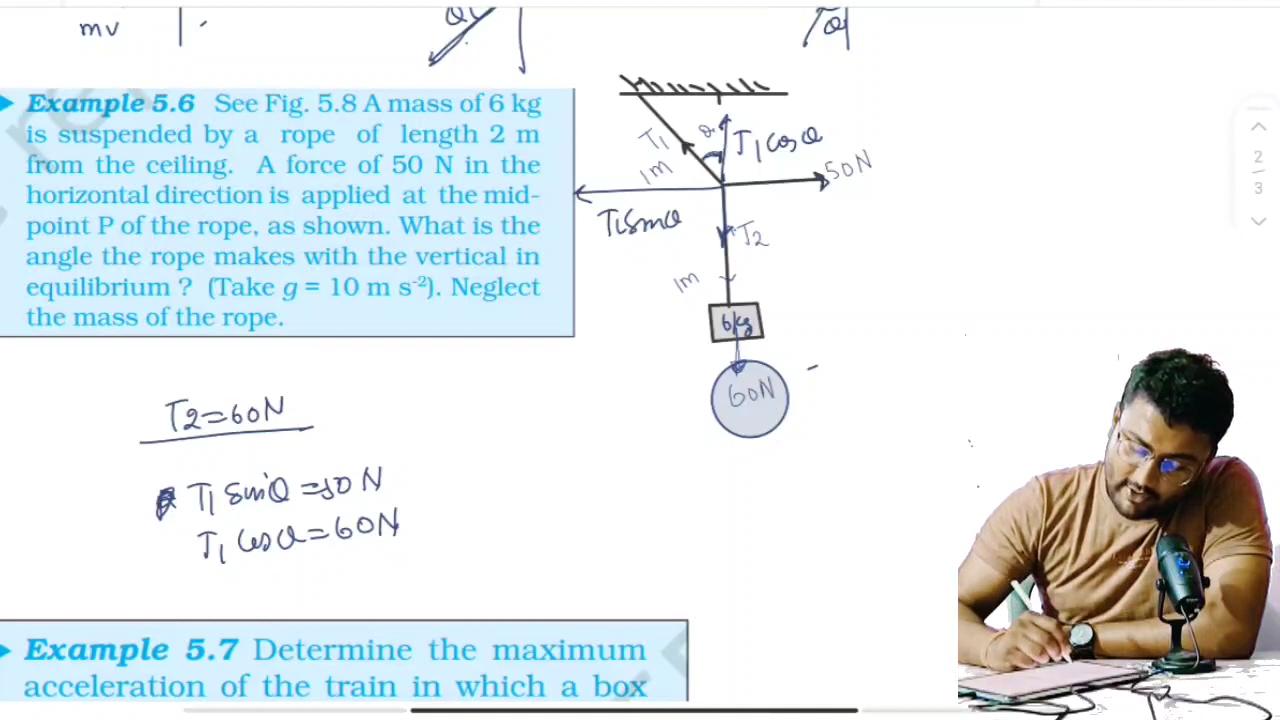 mv
Example 5.6 See Fig. 5.8 A mass of 6 kg
is suspended by a rope of length 2 m
from the ceiling. A force of 50 N in the
horizontal direction is applied at the mid-
point P of the rope, as shown. What is the
angle the rope makes with the vertical in
equilibrium ? (Take g = 10 m s⁻²). Neglect
the mass of the rope.
T₁
θ
T₁ cosθ
1m
50N
T₁ sinθ
T₂
1m
6kg
60N
T2=60N
T₁ sinθ =50N
T₁ cosθ=60N
2
3
Example 5.7 Determine the maximum
acceleration of the train in which a box